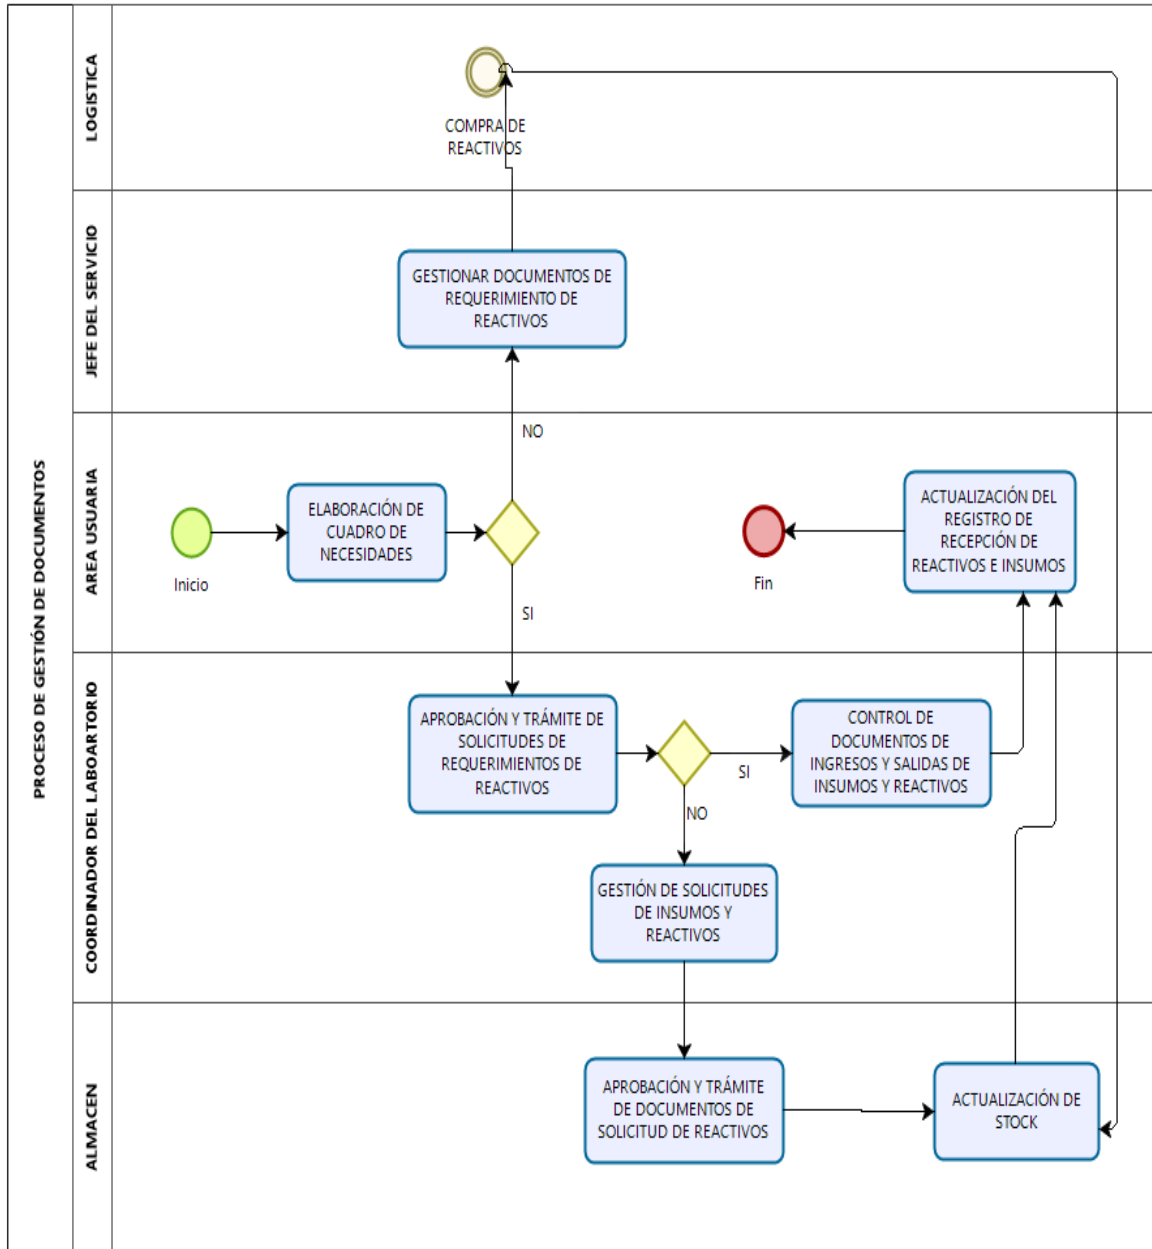 PROCESO DE GESTIÓN DE DOCUMENTOS
LOGISTICA
COMPRA DE
REACTIVOS
JEFE DEL SERVICIO
GESTIONAR DOCUMENTOS DE
REQUERIMIENTO DE
REACTIVOS
AREA USUARIA
NO
Inicio
ELABORACIÓN DE
CUADRO DE
NECESIDADES
SI
Fin
ACTUALIZACIÓN DEL
REGISTRO DE
RECEPCIÓN DE
REACTIVOS E INSUMOS
COORDINADOR DEL LABOARTORIO
APROBACIÓN Y TRÁMITE DE
SOLICITUDES DE
REQUERIMIENTOS DE
REACTIVOS
SI
NO
CONTROL DE
DOCUMENTOS DE
INGRESOS Y SALIDAS DE
INSUMOS Y REACTIVOS
GESTIÓN DE SOLICITUDES
DE INSUMOS Y
REACTIVOS
ALMACEN
APROBACIÓN Y TRÁMITE
DE DOCUMENTOS DE
SOLICITUD DE REACTIVOS
ACTUALIZACIÓN DE
STOCK